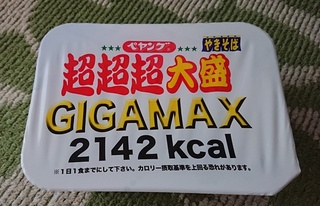 ペヤング やきそば
超超超大盛
GIGAMAX
2142 kcal
※1日1食までにして下さい。カロリー摂取基準を上回る恐れがあります。